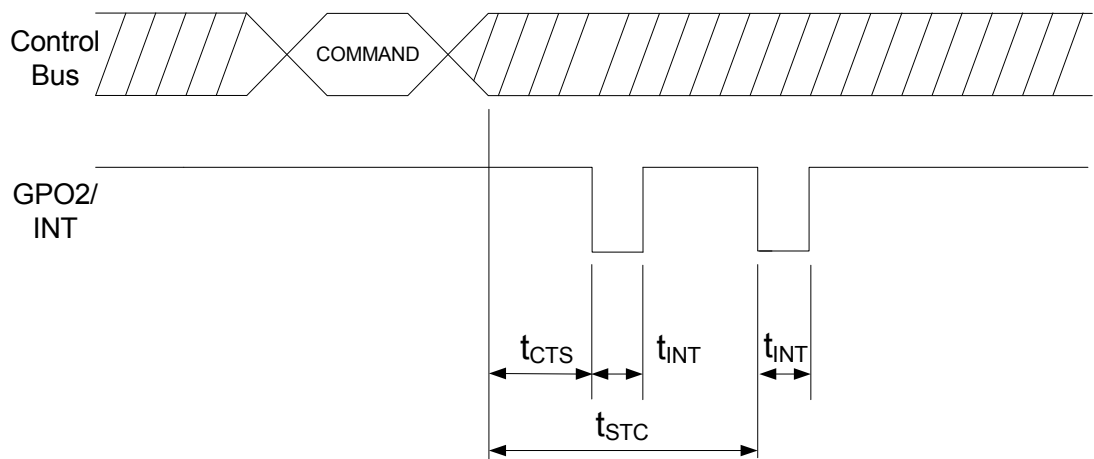 Control
Bus
COMMAND
GPO2/
INT
tCTS
tINT
tINT
tSTC